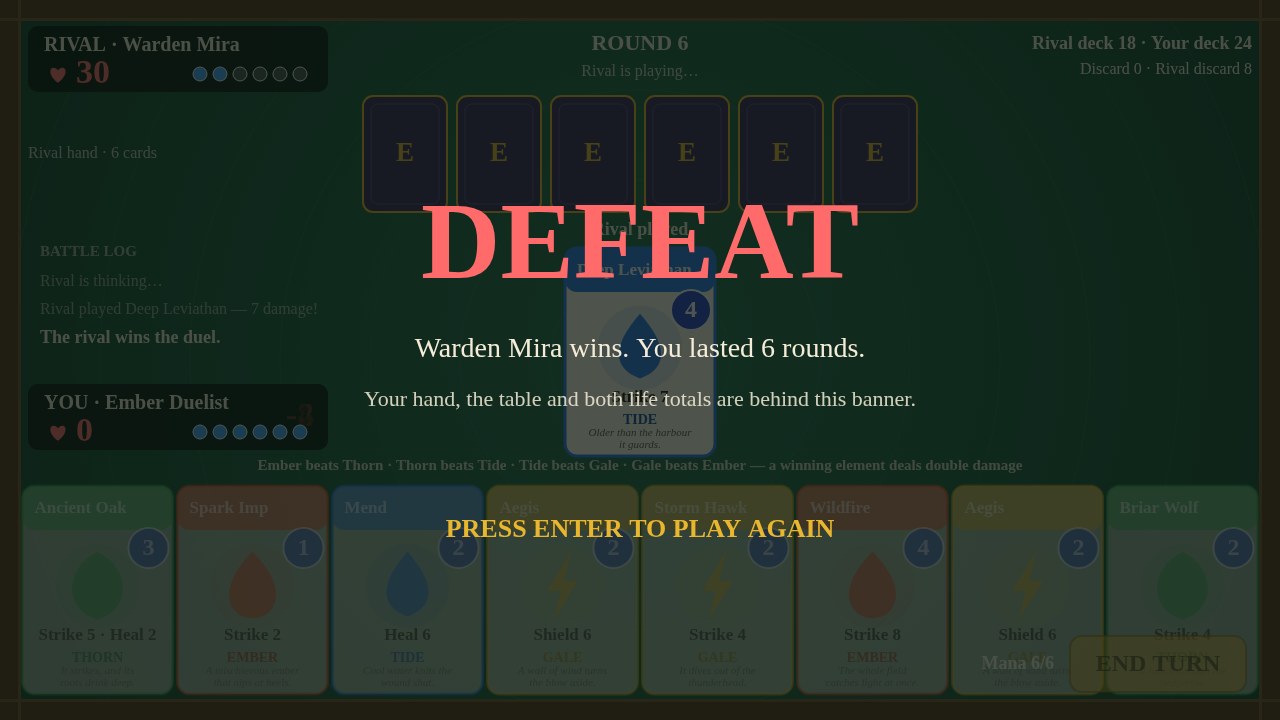 RIVAL · Warden Mira
30
ROUND 6
Rival is playing…
Rival deck 18 · Your deck 24
Discard 0 · Rival discard 8
Rival hand · 6 cards
E E E E E E
DEFEAT
Rival played
Deep Leviathan
4
BATTLE LOG
Rival is thinking…
Rival played Deep Leviathan — 7 damage!
The rival wins the duel.
Warden Mira wins. You lasted 6 rounds.
Strike 7
Your hand, the table and both life totals are behind this banner.
TIDE
Older than the harbour
it guards.
YOU · Ember Duelist
0
Ember beats Thorn · Thorn beats Tide · Tide beats Gale · Gale beats Ember — a winning element deals double damage
Ancient Oak
3
Strike 5 · Heal 2
THORN
Spark Imp
1
Strike 2
EMBER
Mend
2
Heal 6
TIDE
Aegis
2
Shield 6
GALE
Storm Hawk
2
Strike 4
GALE
Wildfire
4
Strike 8
EMBER
Aegis
2
Shield 6
Briar Wolf
2
Strike 4
PRESS ENTER TO PLAY AGAIN
Mana 6/6
END TURN